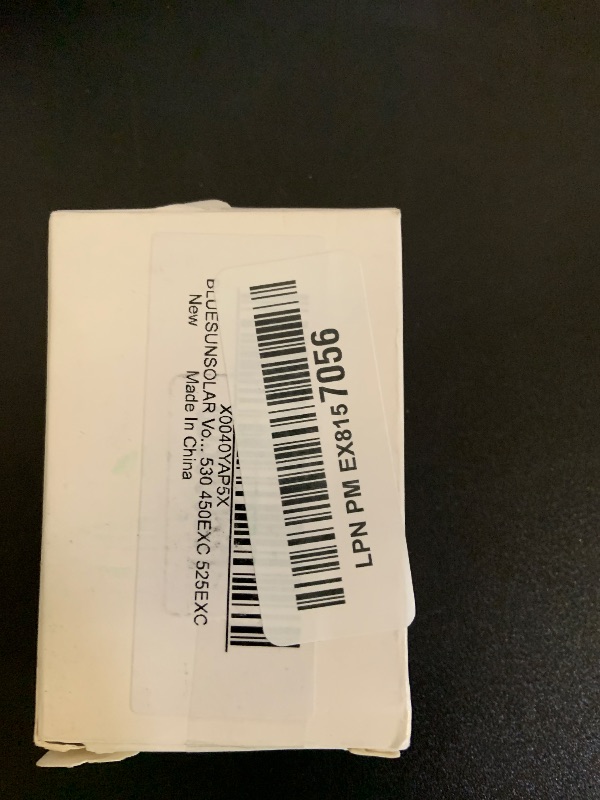 LPN PM EX8157056
X0040YAP5X
BLUESUNSOLAR Vo... 530 450EXC 525EXC
New
Made In China